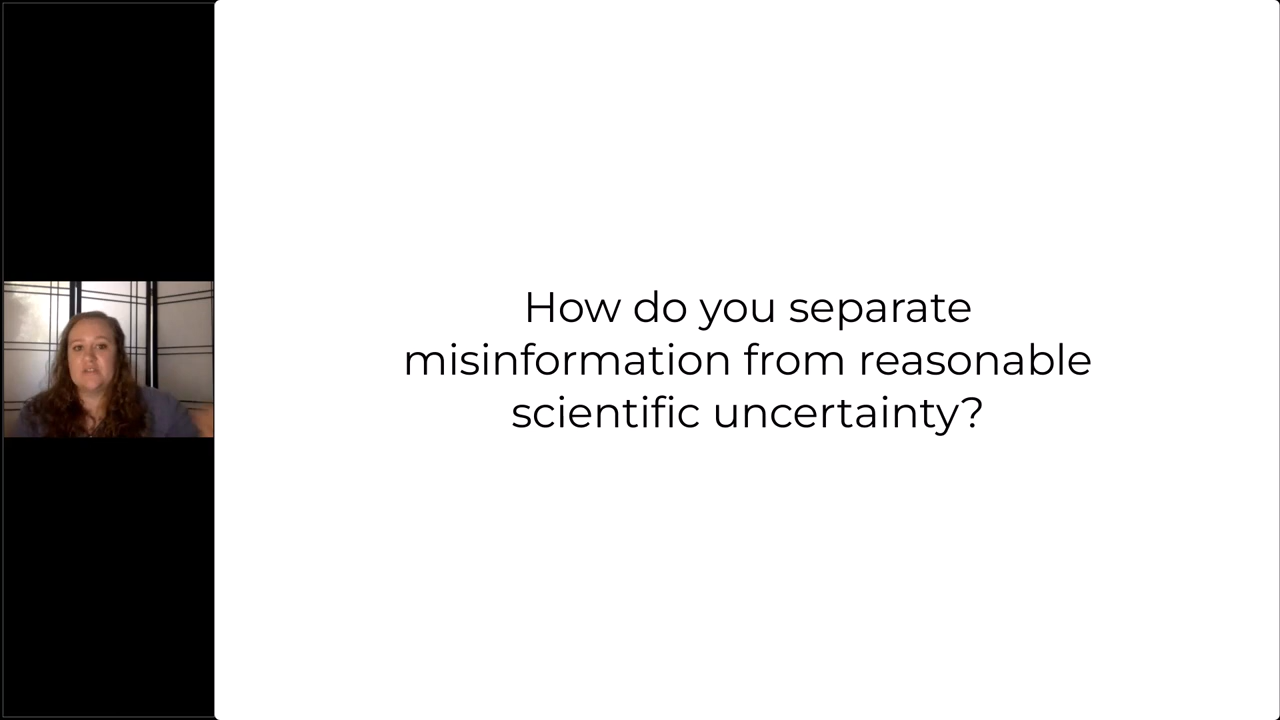 How do you separate
misinformation from reasonable
scientific uncertainty?